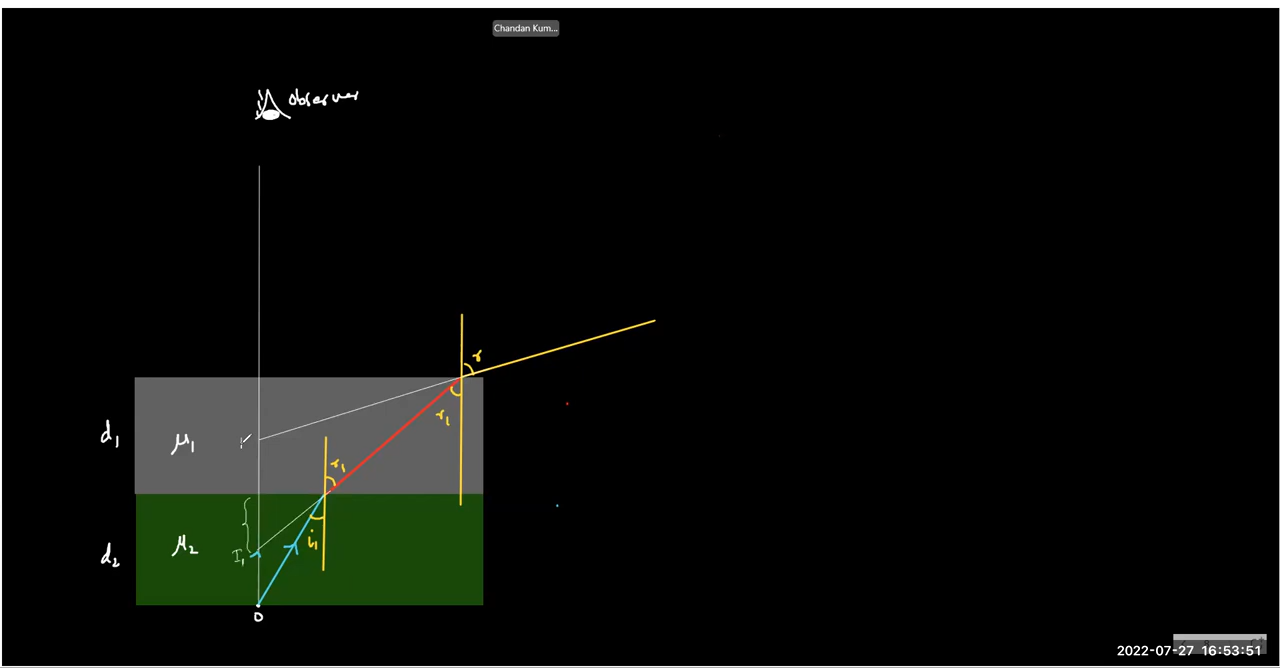 Chandan Kum...
observer
r
r₁
d₁
μ₁
r₁
i₁
I₁
μ₂
d₂
O
2022-07-27 16:53:51